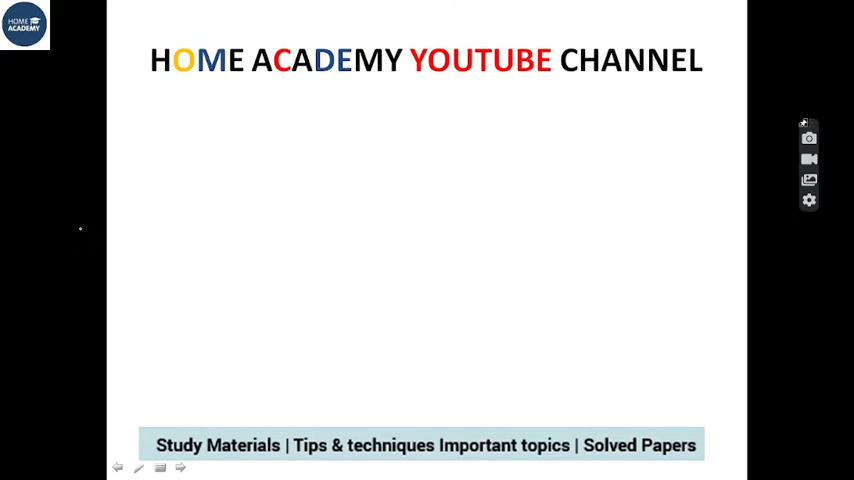 HOME
ACADEMY
HOME ACADEMY YOUTUBE CHANNEL
Study Materials | Tips & techniques Important topics | Solved Papers